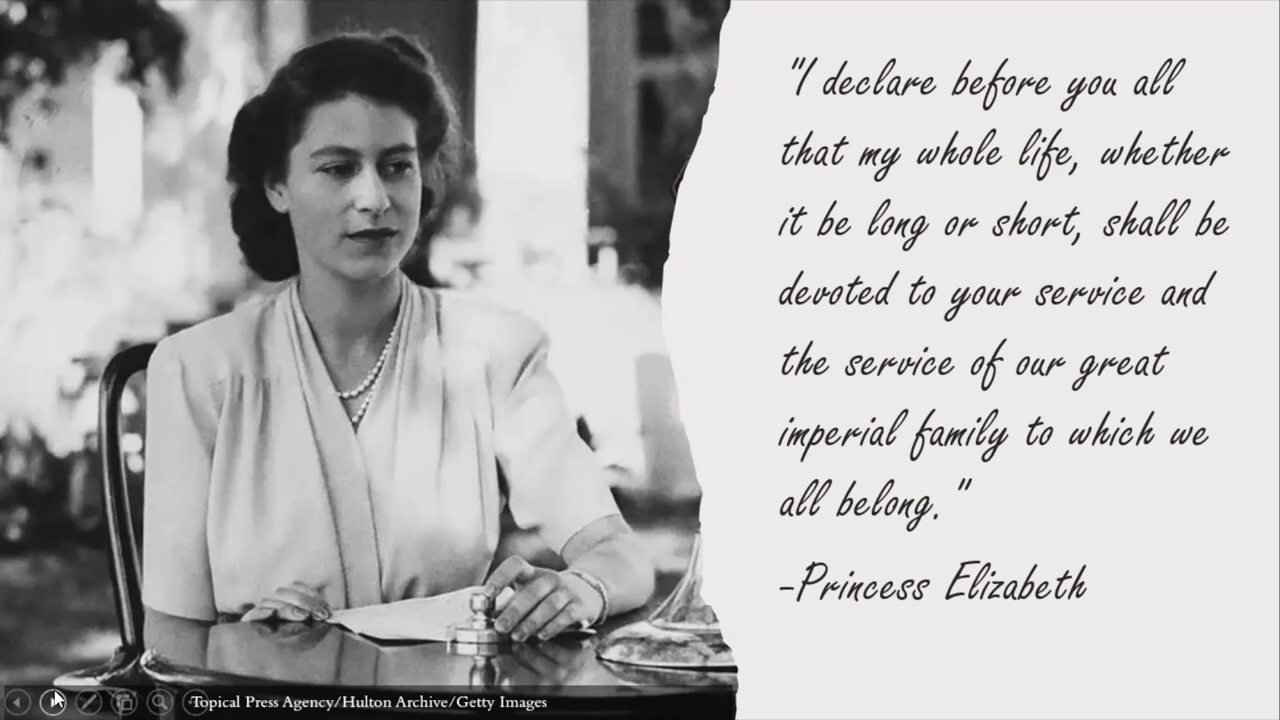 "I declare before you all
that my whole life, whether
it be long or short, shall be
devoted to your service and
the service of our great
imperial family to which we
all belong."
-Princess Elizabeth
Topical Press Agency/Hulton Archive/Getty Images